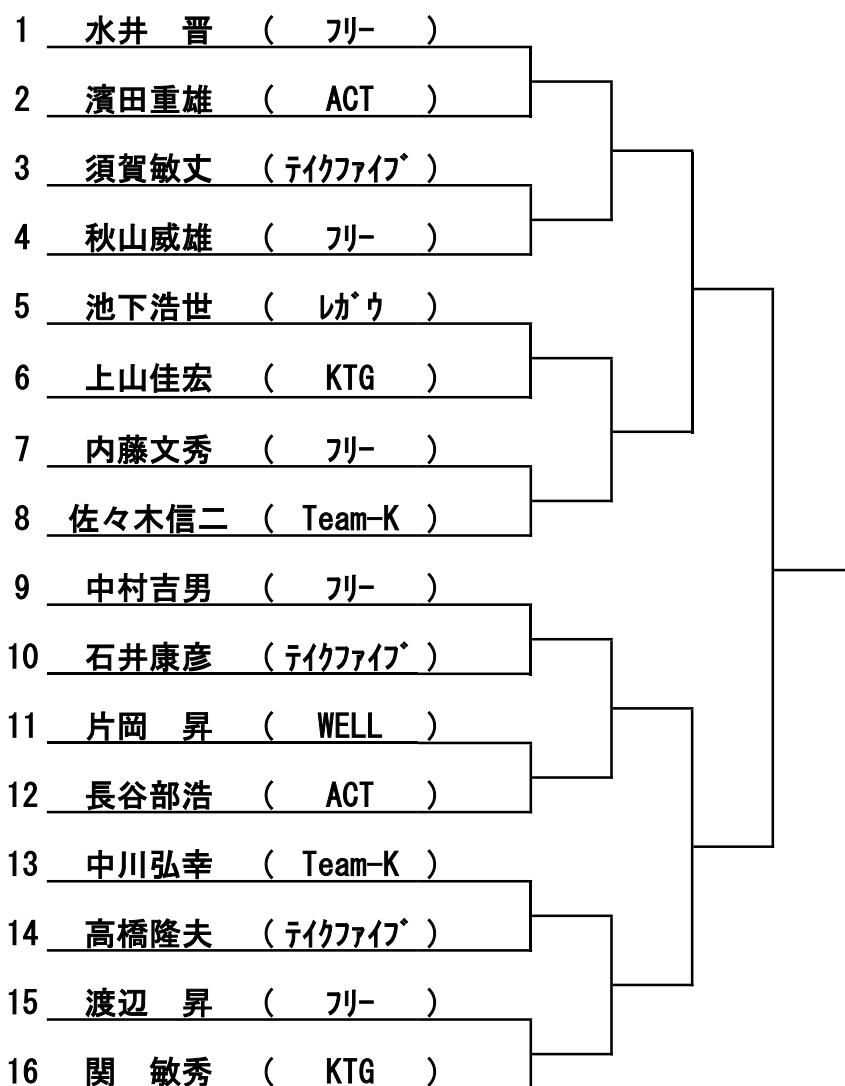 1 水井 晋 ( ﾌﾘｰ )
2 濱田重雄 ( ACT )
3 須賀敏丈 ( ﾃｲｸﾌｧｲﾌﾞ )
4 秋山威雄 ( ﾌﾘｰ )
5 池下浩世 ( ﾚｶﾞｳ )
6 上山佳宏 ( KTG )
7 内藤文秀 ( ﾌﾘｰ )
8 佐々木信二 ( Team-K )
9 中村吉男 ( ﾌﾘｰ )
10 石井康彦 ( ﾃｲｸﾌｧｲﾌﾞ )
11 片岡 昇 ( WELL )
12 長谷部浩 ( ACT )
13 中川弘幸 ( Team-K )
14 高橋隆夫 ( ﾃｲｸﾌｧｲﾌﾞ )
15 渡辺 昇 ( ﾌﾘｰ )
16 関 敏秀 ( KTG )